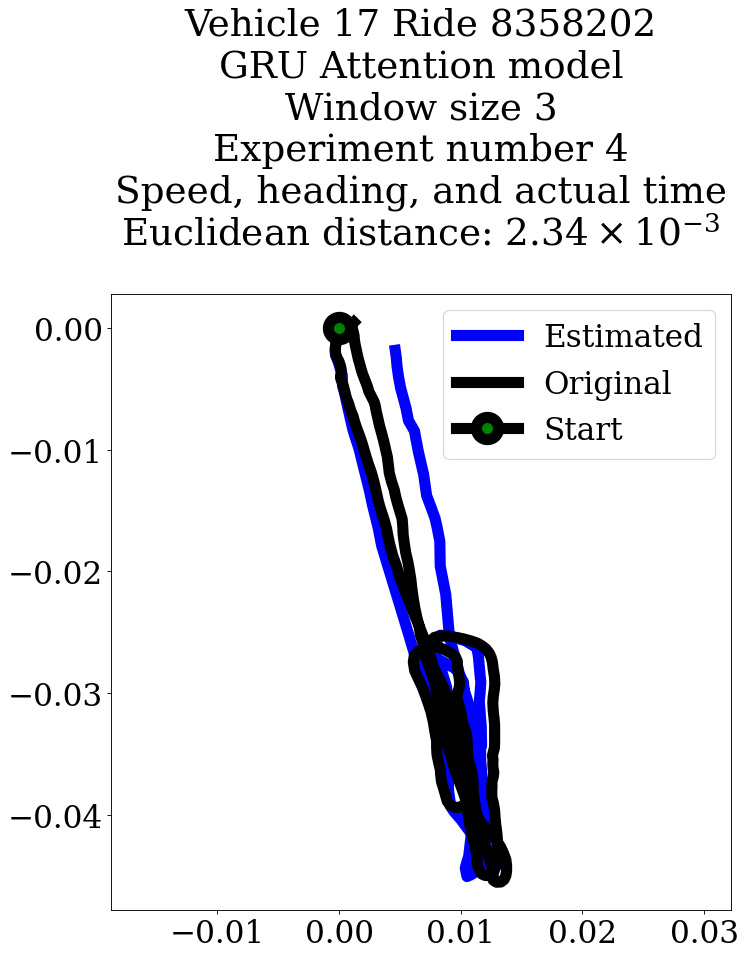 Vehicle 17 Ride 8358202
GRU Attention model
Window size 3
Experiment number 4
Speed, heading, and actual time
Euclidean distance: 2.34 × 10⁻³
Estimated
Original
Start
0.00
−0.01
−0.02
−0.03
−0.04
−0.01 0.00 0.01 0.02 0.03